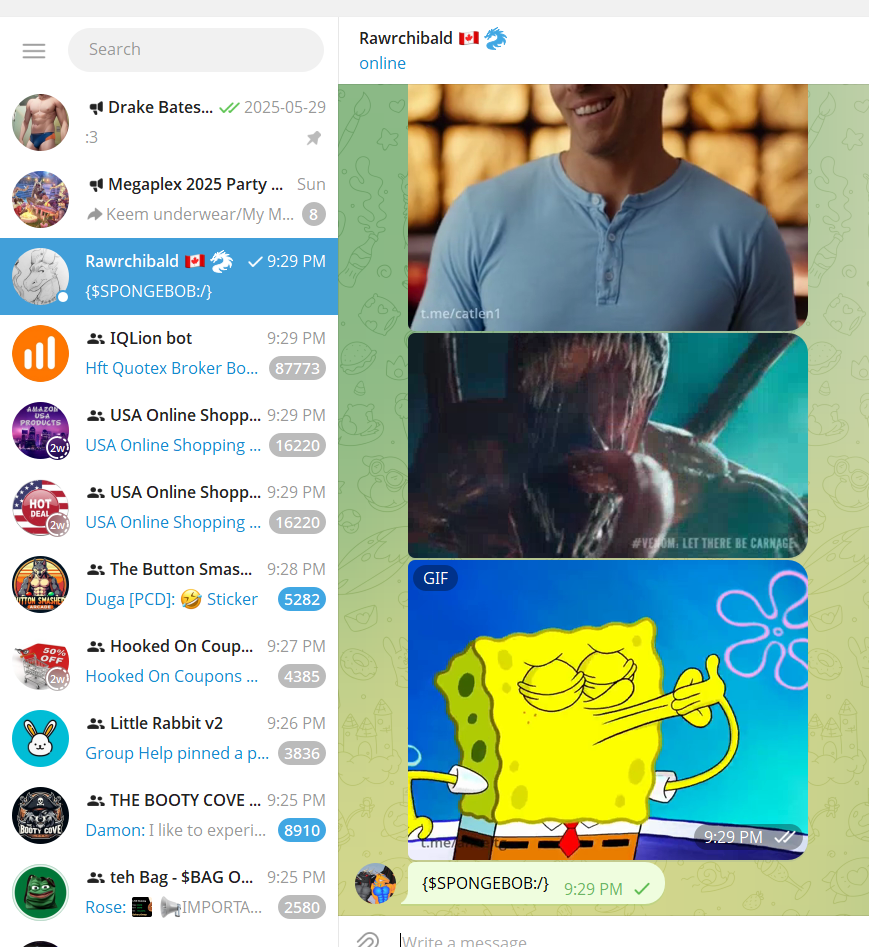 Search
Drake Bates... 2025-05-29
:3
Megaplex 2025 Party ... Sun
Keem underwear/My M... 8
Rawrchibald 🇨🇦 🐉 9:29 PM
{$SPONGEBOB:/}
IQLion bot 9:29 PM
Hft Quotex Broker Bo... 87773
AMAZON
USA
PRODUCTS
2w
USA Online Shopp... 9:29 PM
USA Online Shopping ... 16220
HOT
DEAL
2w
USA Online Shopp... 9:29 PM
USA Online Shopping ... 16220
The Button Smas... 9:28 PM
Duga [PCD]: 🤣 Sticker 5282
50%
OFF
2w
Hooked On Coup... 9:27 PM
Hooked On Coupons ... 4385
Little Rabbit v2 9:26 PM
Group Help pinned a p... 3836
BOOTY COVE
THE BOOTY COVE ... 9:25 PM
Damon: I like to experi... 8910
teh Bag - $BAG O... 9:25 PM
Rose: IMPORTA... 2580
Rawrchibald 🇨🇦 🐉
online
t.me/catlen1
#VENOM, LET THERE BE CARNAGE
GIF
9:29 PM
{$SPONGEBOB:/} 9:29 PM
Write a message...